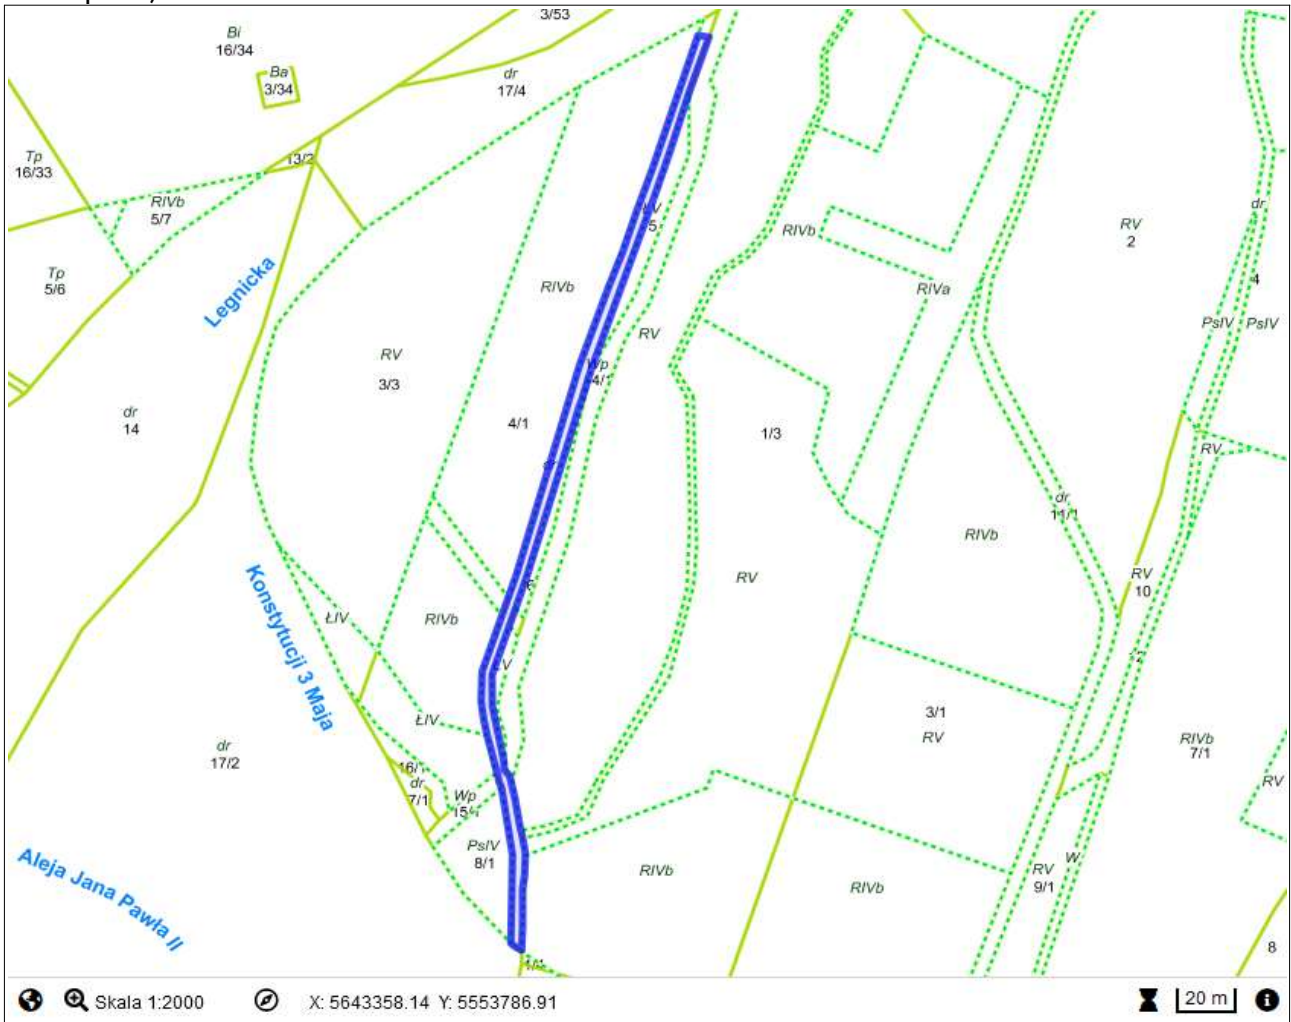 3/53
Bi
16/34
Ba
3/34
dr
17/4
13/2
Tp
16/33
RIVb
5/7
dr
RV
2
RIVb
5
Tp
5/6
Legnicka
RIVb
RIVa
4
PsIV
PsIV
RV
RV
3/3
Wp
4/1
dr
14
4/1
1/3
RV
dr
11/1
RIVb
RV
RV
10
Konstytucji 3 Maja
ŁIV
RIVb
ŁIV
3/1
RV
dr
17/2
RIVb
7/1
RV
dr
7/1
Wp
PsIV
8/1
W
RV
9/1
RIVb
RIVb
Aleja Jana Pawła II
8
Skala 1:2000
X: 5643358.14 Y: 5553786.91
20 m